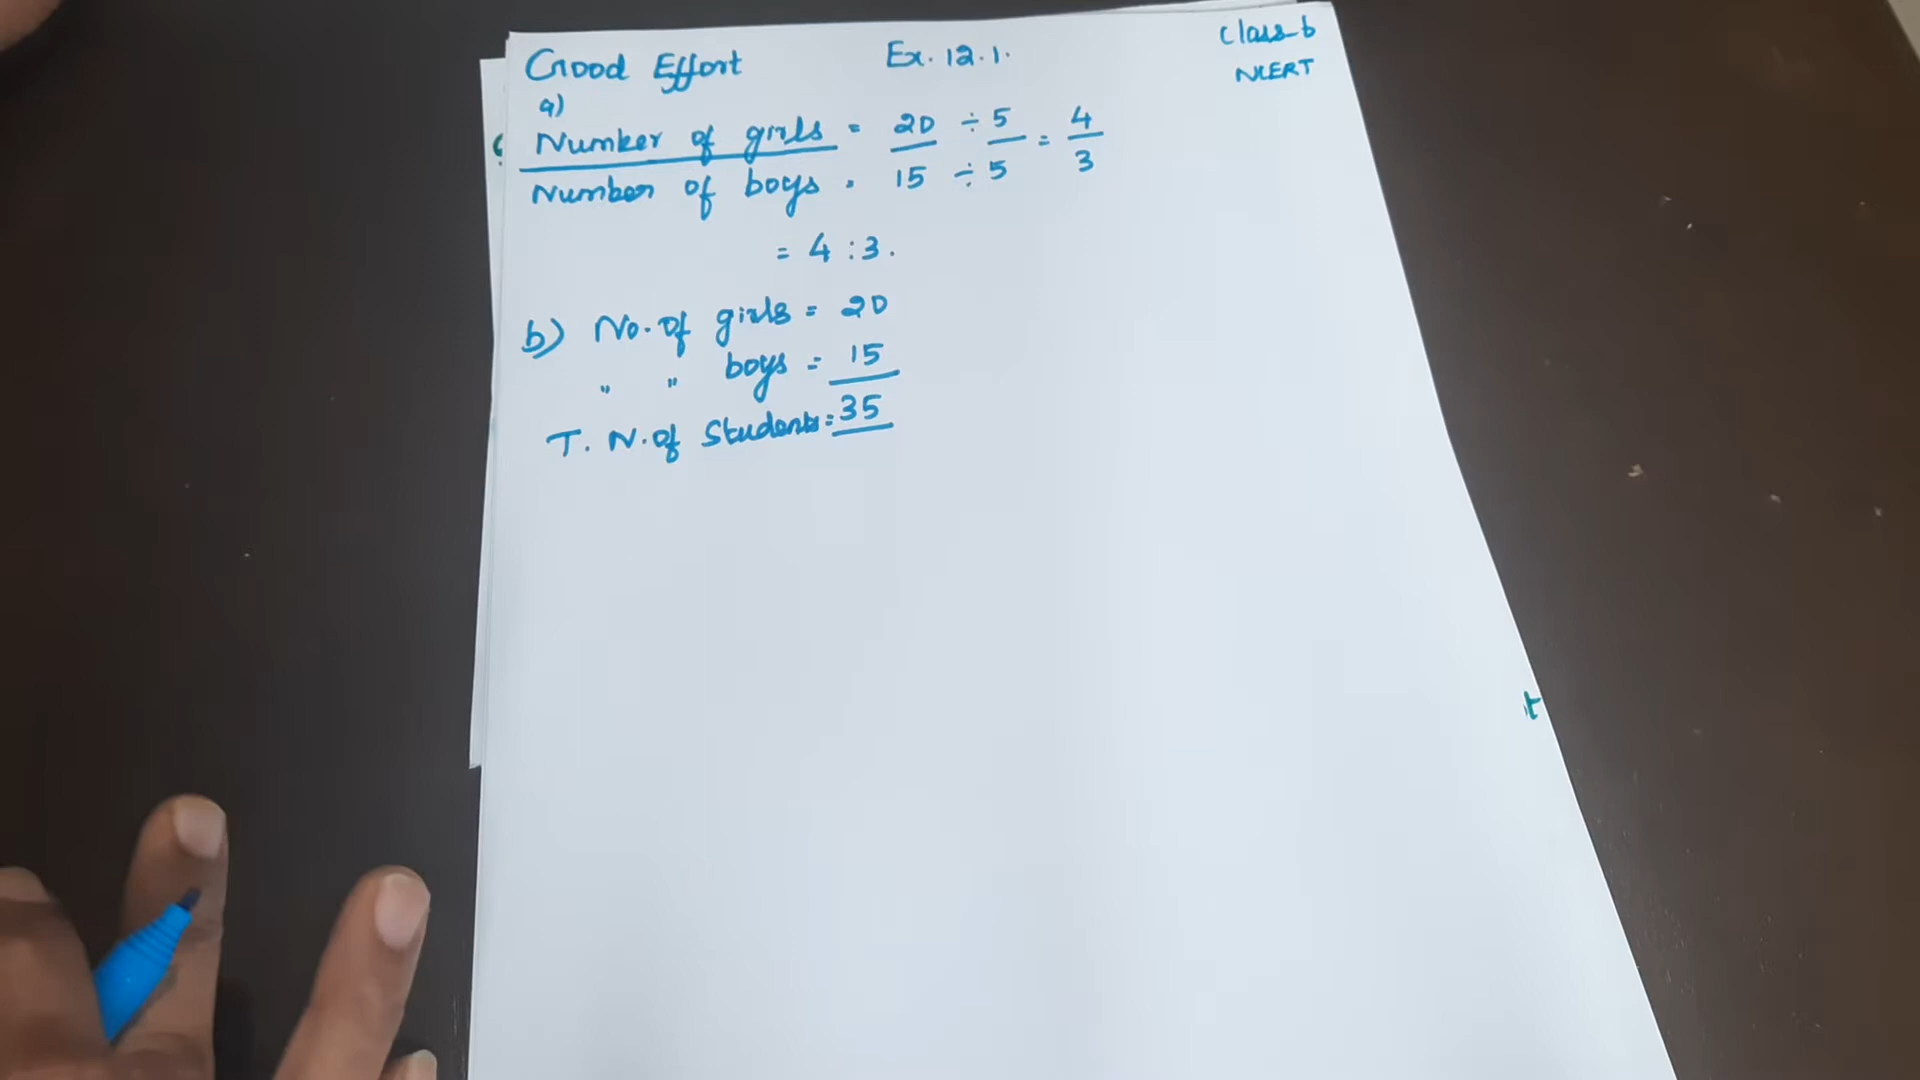 Good Effort Ex. 12.1. Class 6
NCERT
a)
Number of girls = 20 ÷ 5 = 4
Number of boys = 15 ÷ 5 3
= 4 : 3.
b) No. of girls = 20
" " boys = 15
T. N. of Students = 35
t